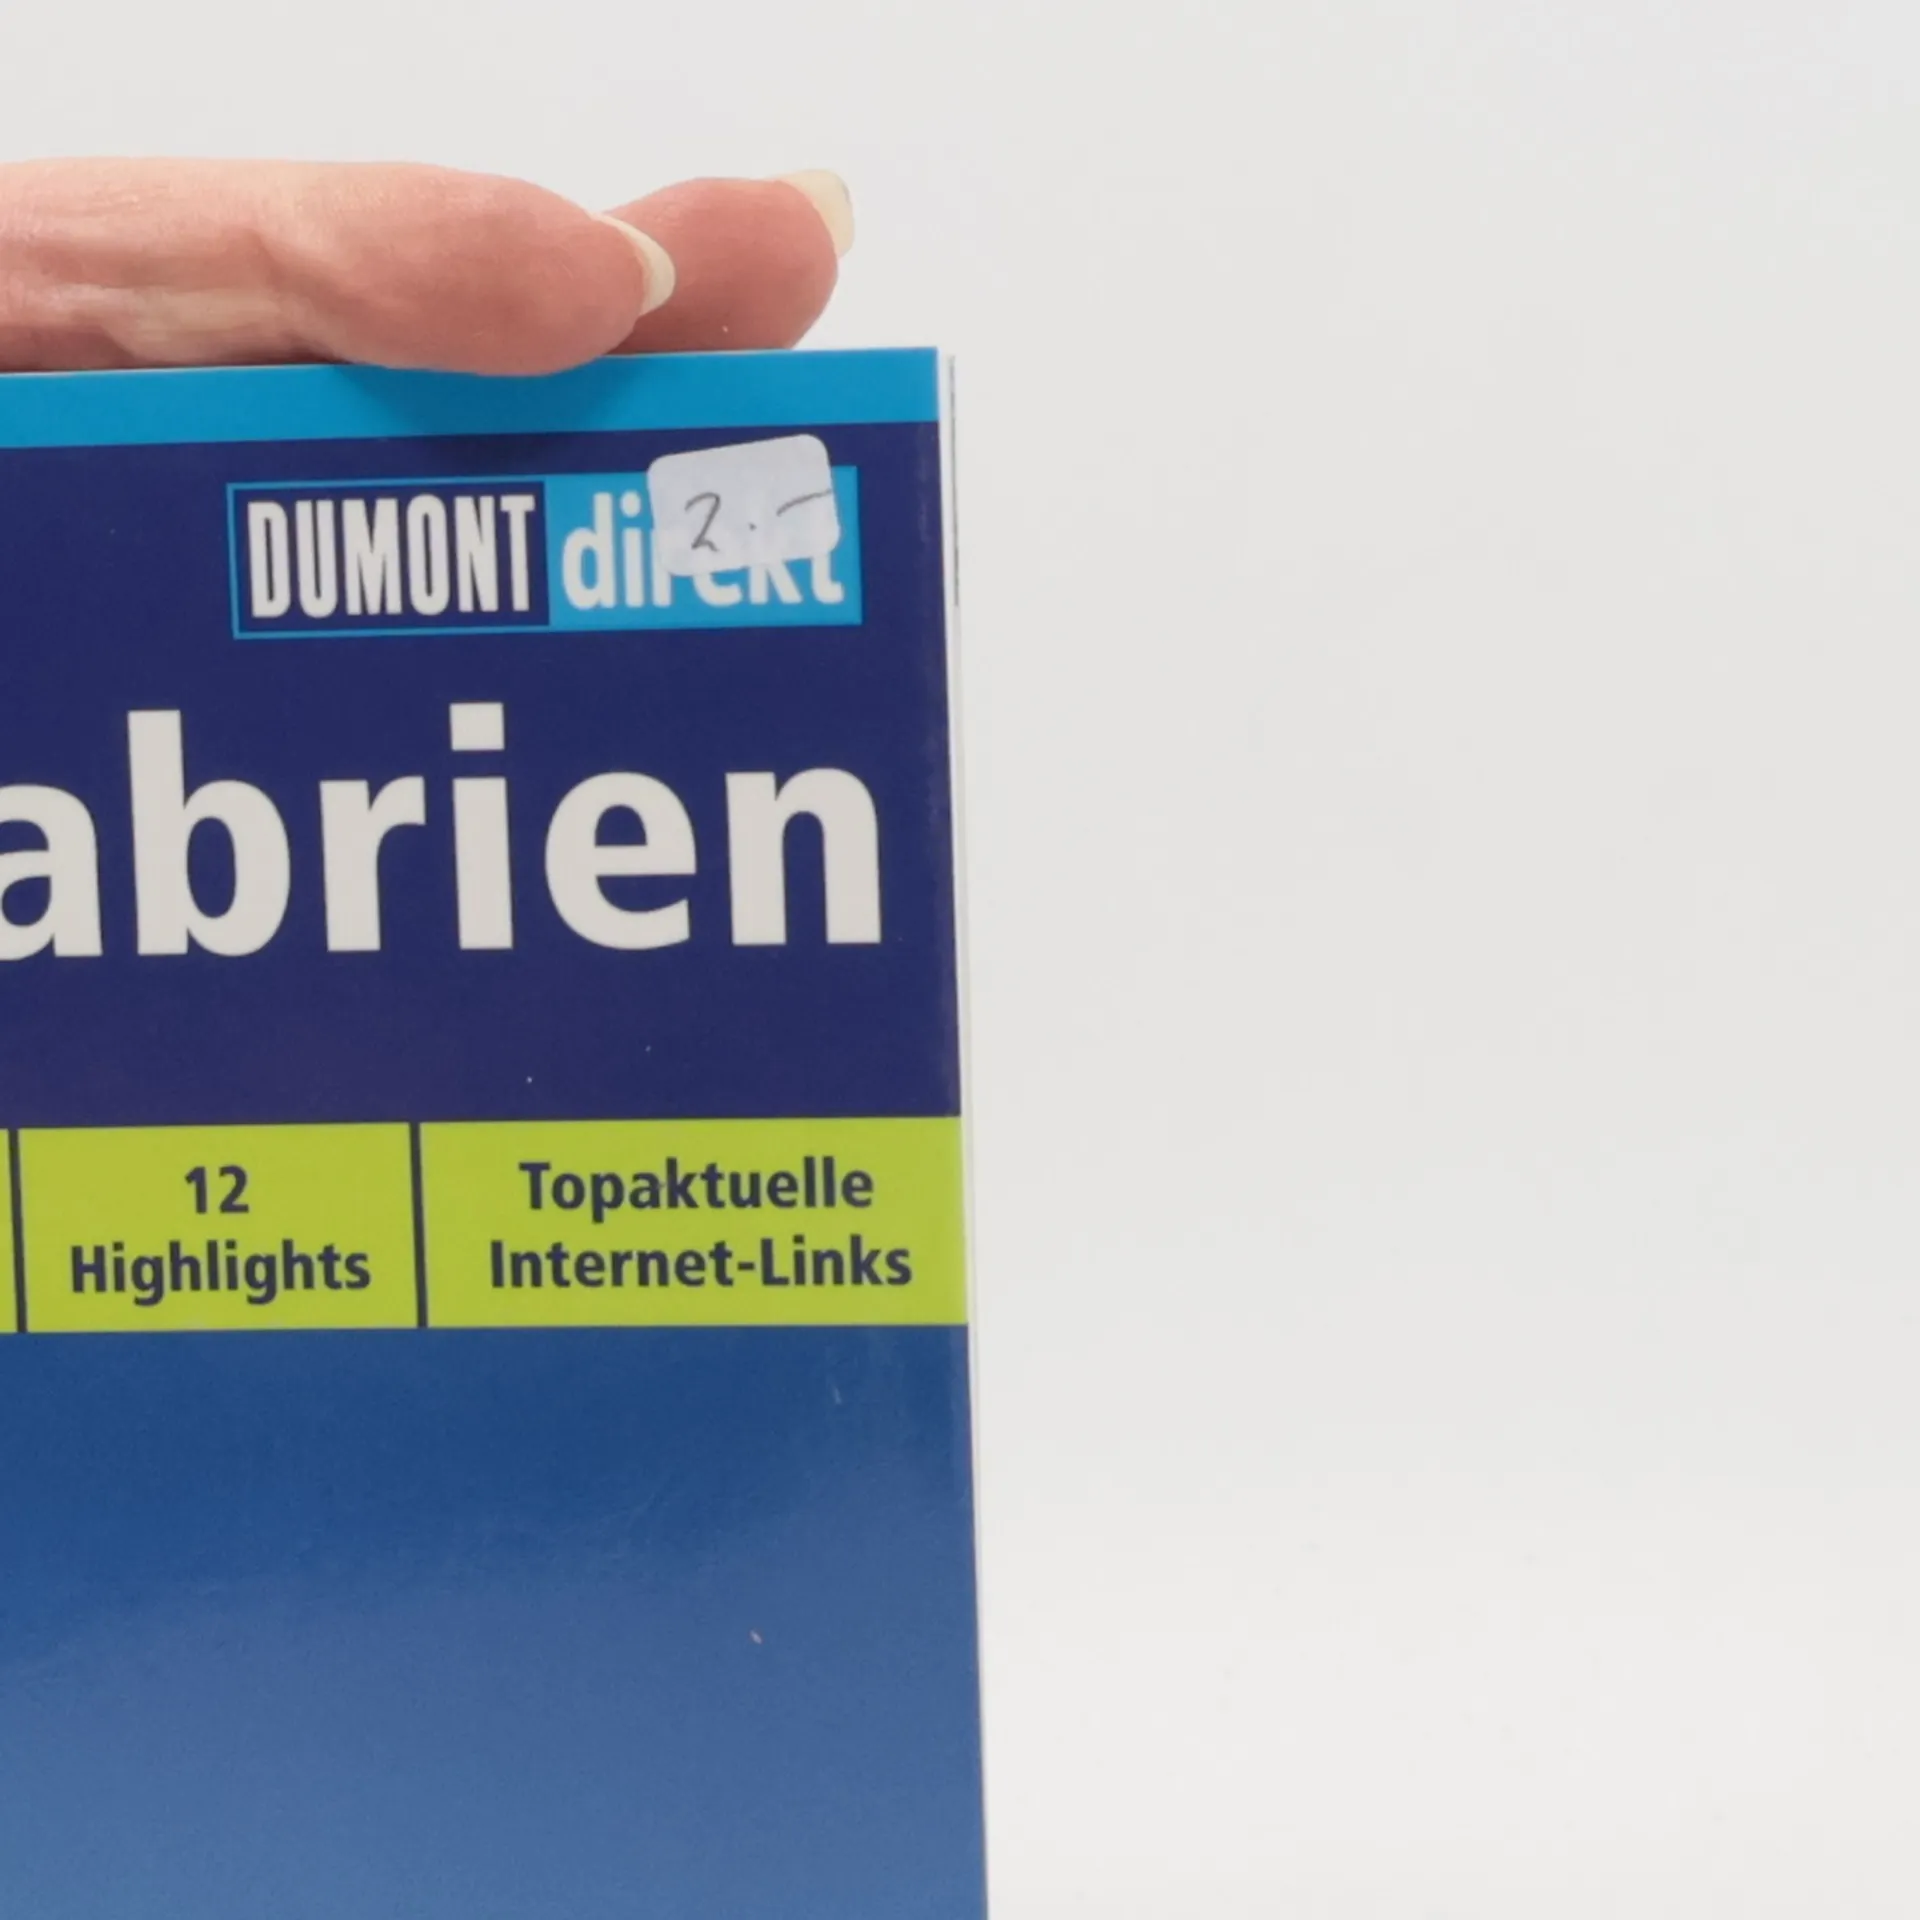 DUMONT direkt
2.-
abrien
12
Highlights
Topaktuelle
Internet-Links